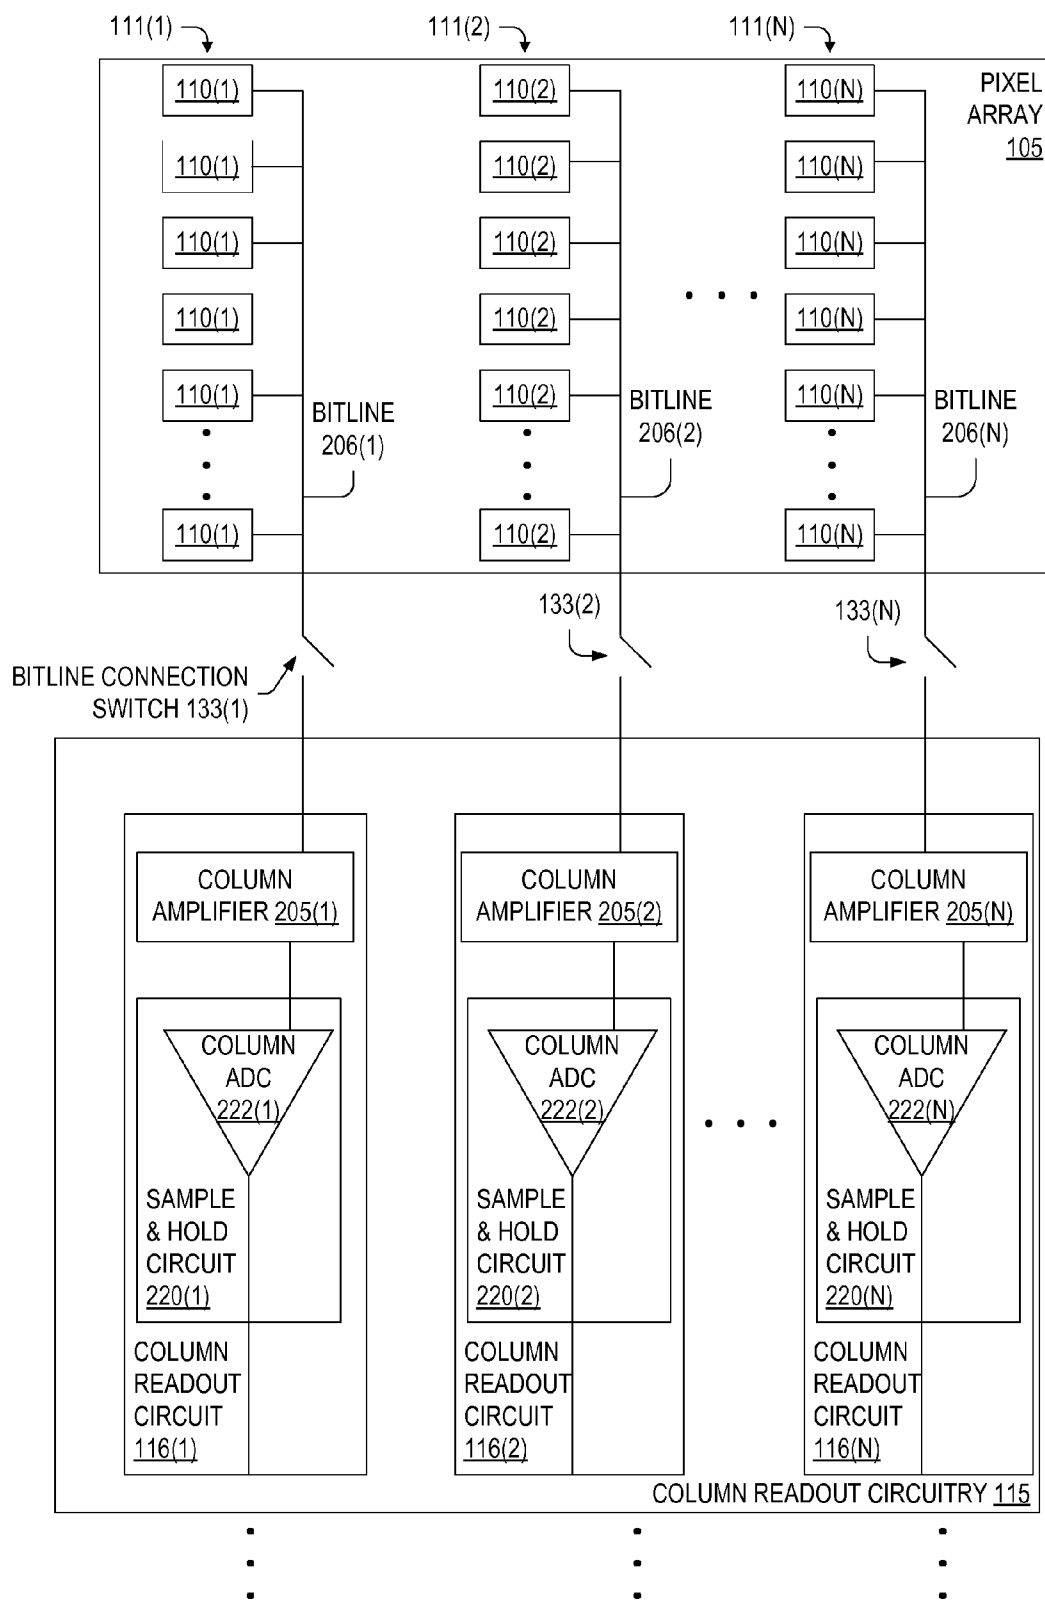 111(1)
111(2)
111(N)
PIXEL
ARRAY
105
110(1)
110(2)
110(N)
110(1)
110(2)
110(N)
110(1)
110(2)
110(N)
110(1)
110(2)
110(N)
110(1)
110(2)
110(N)
BITLINE
206(1)
BITLINE
206(2)
BITLINE
206(N)
110(1)
110(2)
110(N)
133(2)
133(N)
BITLINE CONNECTION
SWITCH 133(1)
COLUMN
AMPLIFIER 205(1)
COLUMN
AMPLIFIER 205(2)
COLUMN
AMPLIFIER 205(N)
COLUMN
ADC
222(1)
COLUMN
ADC
222(2)
COLUMN
ADC
222(N)
SAMPLE
& HOLD
CIRCUIT
220(1)
SAMPLE
& HOLD
CIRCUIT
220(2)
SAMPLE
& HOLD
CIRCUIT
220(N)
COLUMN
READOUT
CIRCUIT
116(1)
COLUMN
READOUT
CIRCUIT
116(2)
COLUMN
READOUT
CIRCUIT
116(N)
COLUMN READOUT CIRCUITRY 115